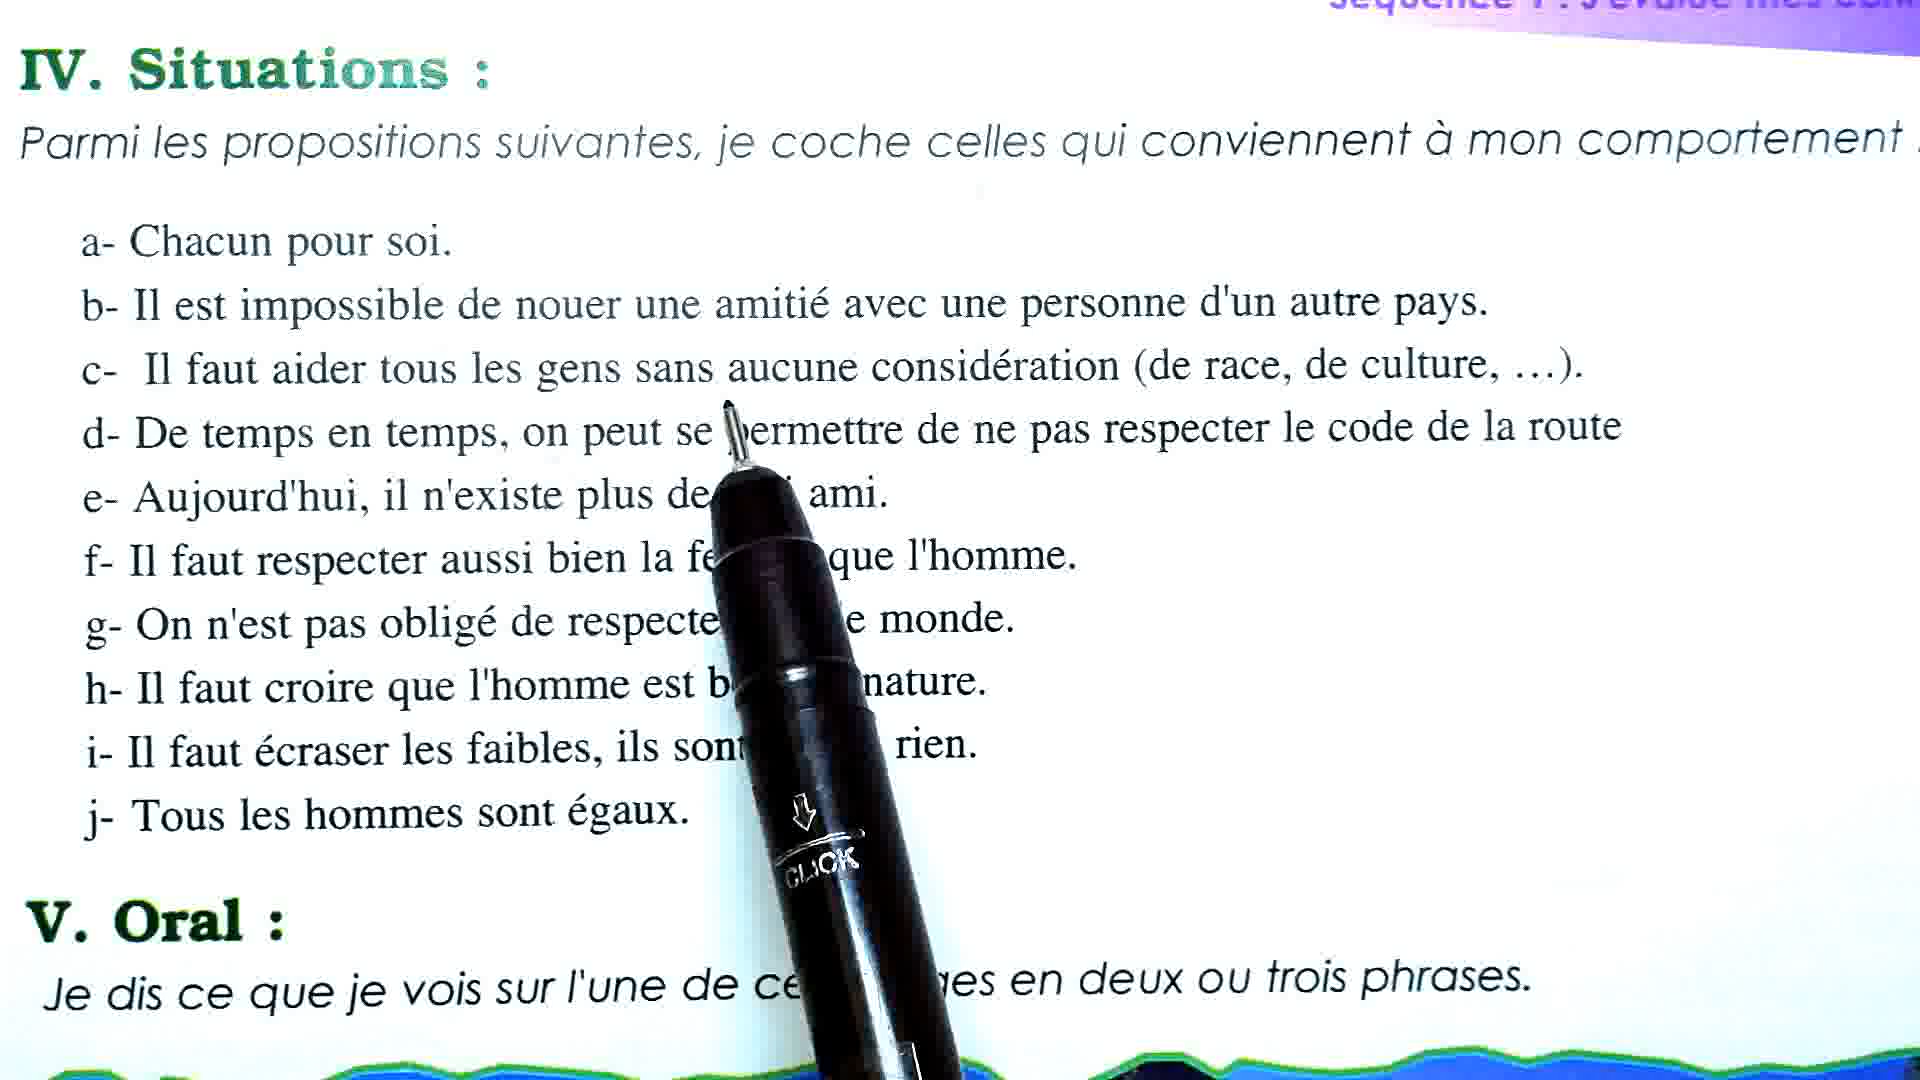 IV. Situations :
Parmi les propositions suivantes, je coche celles qui conviennent à mon comportement
a- Chacun pour soi.
b- Il est impossible de nouer une amitié avec une personne d'un autre pays.
c- Il faut aider tous les gens sans aucune considération (de race, de culture, ...).
d- De temps en temps, on peut se permettre de ne pas respecter le code de la route
e- Aujourd'hui, il n'existe plus de ami.
f- Il faut respecter aussi bien la que l'homme.
g- On n'est pas obligé de monde.
h- Il faut croire que l'homme est nature.
i- Il faut écraser les faibles, ils sont rien.
j- Tous les hommes sont égaux.
CLICK
V. Oral :
Je dis ce que je vois sur l'une de en deux ou trois phrases.